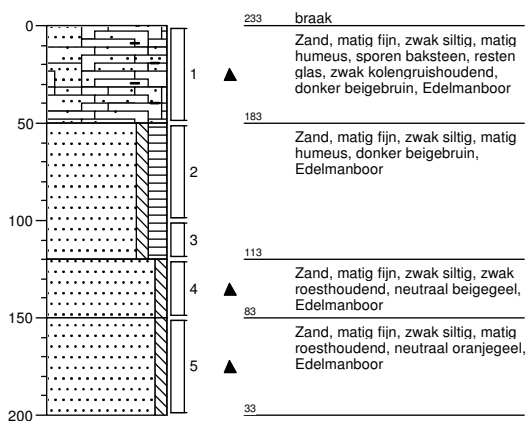 0
233 braak
Zand, matig fijn, zwak siltig, matig
humeus, sporen baksteen, resten
glas, zwak kolengruishoudend,
donker beigebruin, Edelmanboor
1
50
183
Zand, matig fijn, zwak siltig, matig
humeus, donker beigebruin,
Edelmanboor
2
100
3
113
Zand, matig fijn, zwak siltig, zwak
roesthoudend, neutraal beigegeel,
Edelmanboor
4
150
83
Zand, matig fijn, zwak siltig, matig
roesthoudend, neutraal oranjegeel,
Edelmanboor
5
200
33